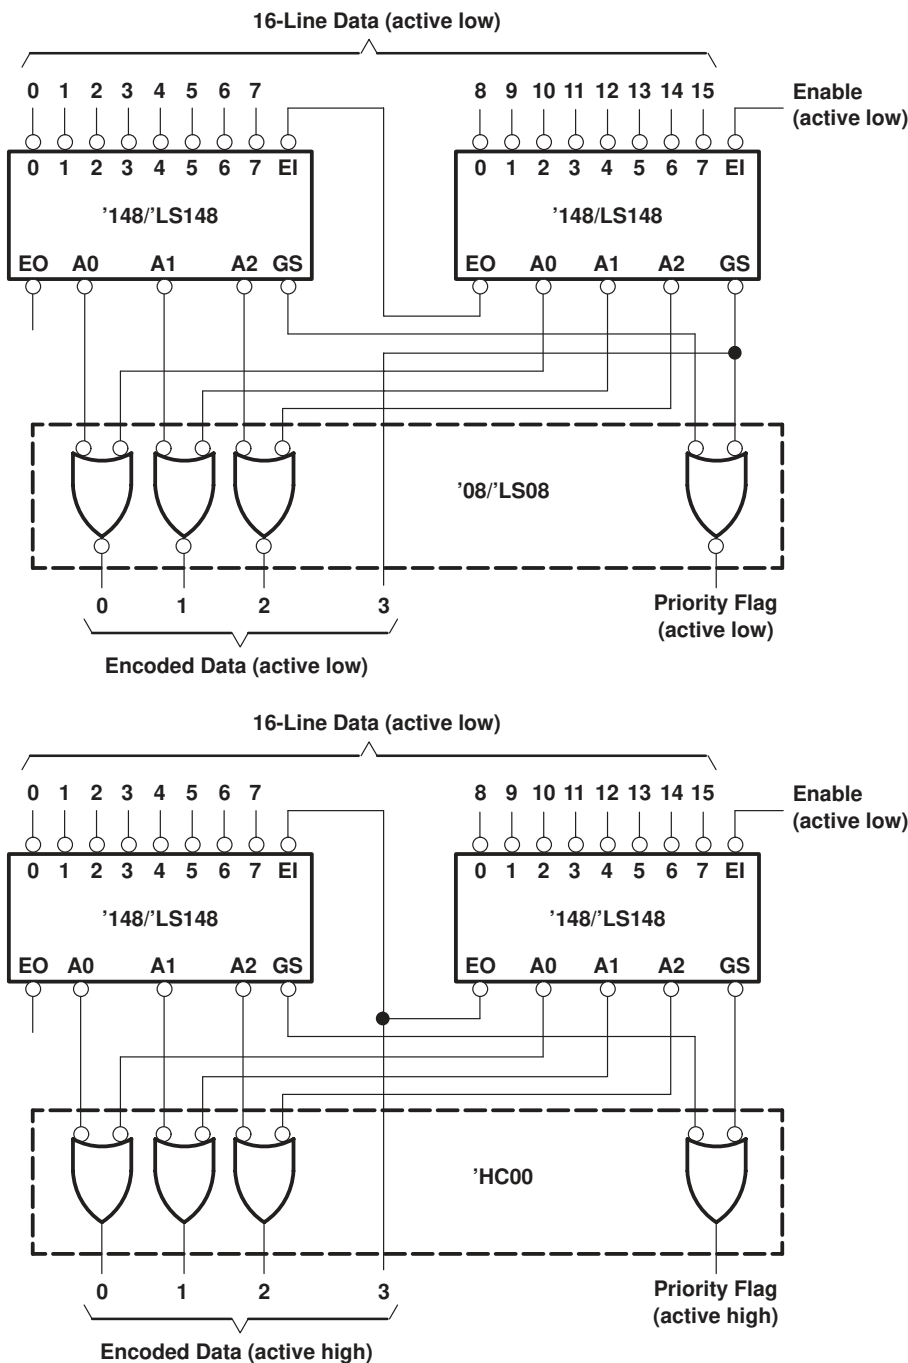 16-Line Data (active low)
0 1 2 3 4 5 6 7 8 9 10 11 12 13 14 15 Enable
(active low)
0 1 2 3 4 5 6 7 EI 0 1 2 3 4 5 6 7 EI
’148/’LS148 ’148/LS148
EO A0 A1 A2 GS EO A0 A1 A2 GS
’08/’LS08
0 1 2 3 Priority Flag
(active low)
Encoded Data (active low)
16-Line Data (active low)
0 1 2 3 4 5 6 7 8 9 10 11 12 13 14 15 Enable
(active low)
0 1 2 3 4 5 6 7 EI 0 1 2 3 4 5 6 7 EI
’148/’LS148 ’148/’LS148
EO A0 A1 A2 GS EO A0 A1 A2 GS
’HC00
0 1 2 3 Priority Flag
(active high)
Encoded Data (active high)